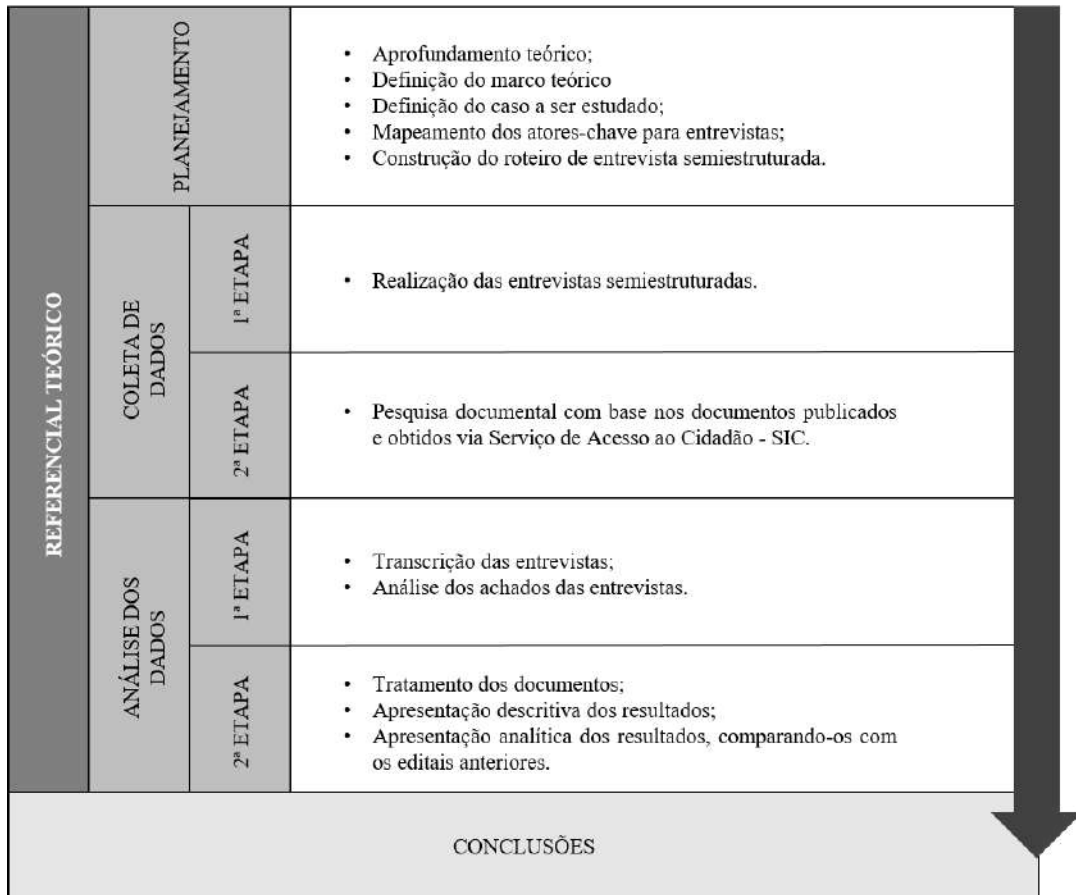 REFERENCIAL TEÓRICO
PLANEJAMENTO
• Aprofundamento teórico;
• Definição do marco teórico
• Definição do caso a ser estudado;
• Mapeamento dos atores-chave para entrevistas;
• Construção do roteiro de entrevista semiestruturada.
COLETA DE
DADOS
1ª ETAPA
• Realização das entrevistas semiestruturadas.
2ª ETAPA
• Pesquisa documental com base nos documentos publicados
e obtidos via Serviço de Acesso ao Cidadão - SIC.
ANÁLISE DOS
DADOS
1ª ETAPA
• Transcrição das entrevistas;
• Análise dos achados das entrevistas.
2ª ETAPA
• Tratamento dos documentos;
• Apresentação descritiva dos resultados;
• Apresentação analítica dos resultados, comparando-os com
os editais anteriores.
CONCLUSÕES